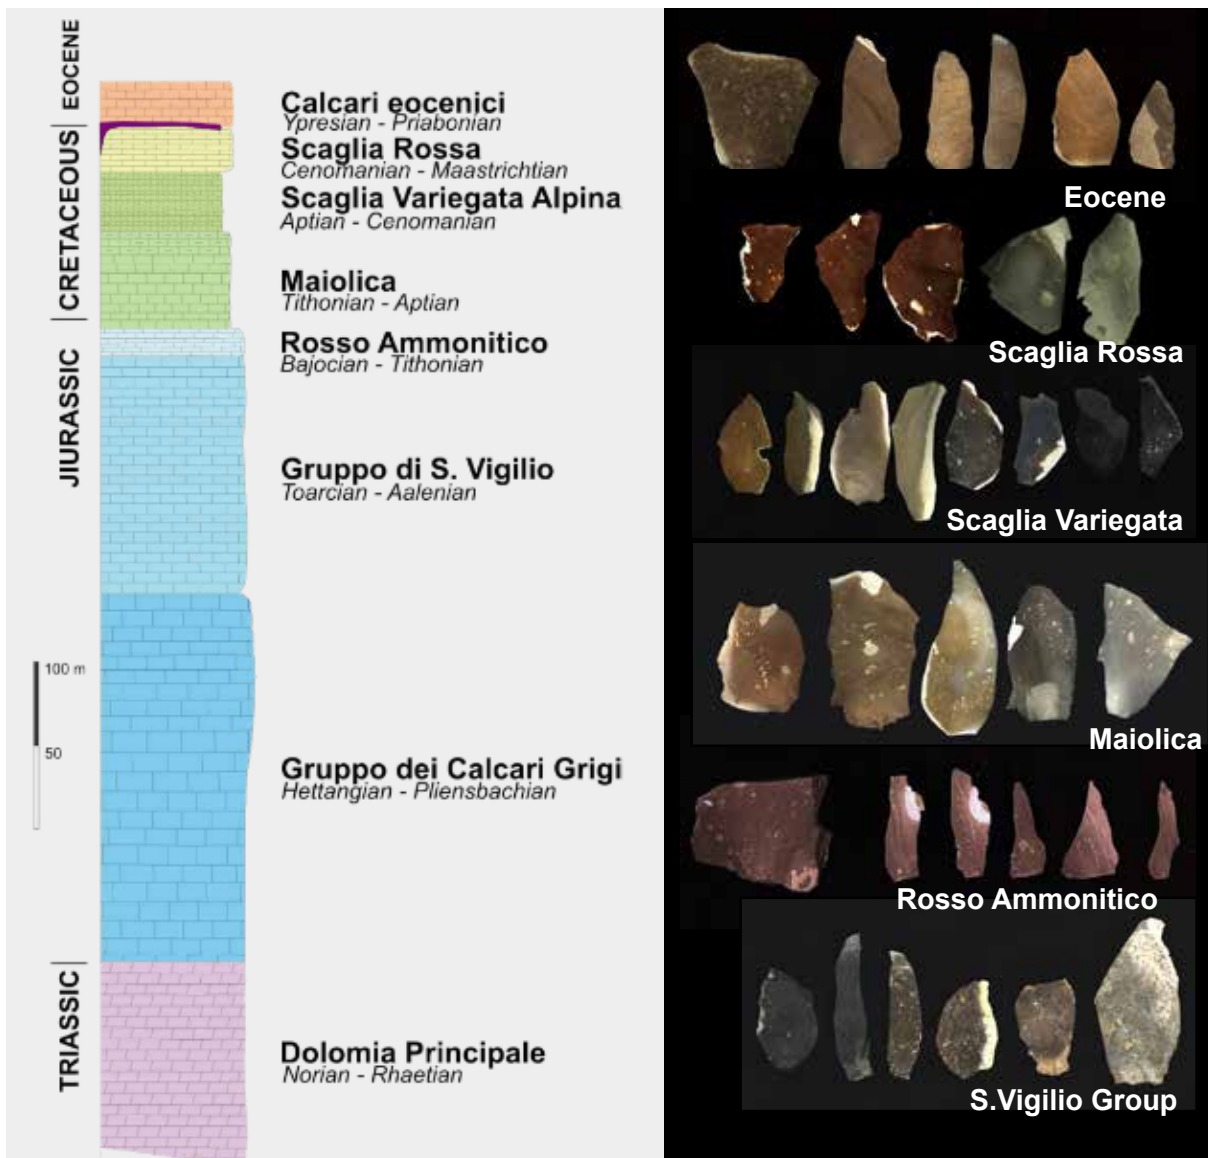 EOCENE
CRETACEOUS
JIURASSIC
TRIASSIC
100 m
50
Calcari eocenici
Ypresian - Priabonian
Scaglia Rossa
Cenomanian - Maastrichtian
Scaglia Variegata Alpina
Aptian - Cenomanian
Maiolica
Tithonian - Aptian
Rosso Ammonitico
Bajocian - Tithonian
Gruppo di S. Vigilio
Toarcian - Aalenian
Gruppo dei Calcari Grigi
Hettangian - Pliensbachian
Dolomia Principale
Norian - Rhaetian
Eocene
Scaglia Rossa
Scaglia Variegata
Maiolica
Rosso Ammonitico
S.Vigilio Group